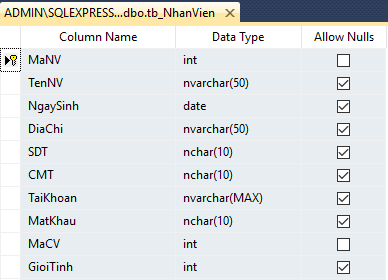 ADMIN\SQLEXPRESS...dbo.tb_NhanVien
Column Name Data Type Allow Nulls
MaNV int
TenNV nvarchar(50)
NgaySinh date
DiaChi nvarchar(50)
SDT nchar(10)
CMT nchar(10)
TaiKhoan nvarchar(MAX)
MatKhau nchar(10)
MaCV int
GioiTinh int